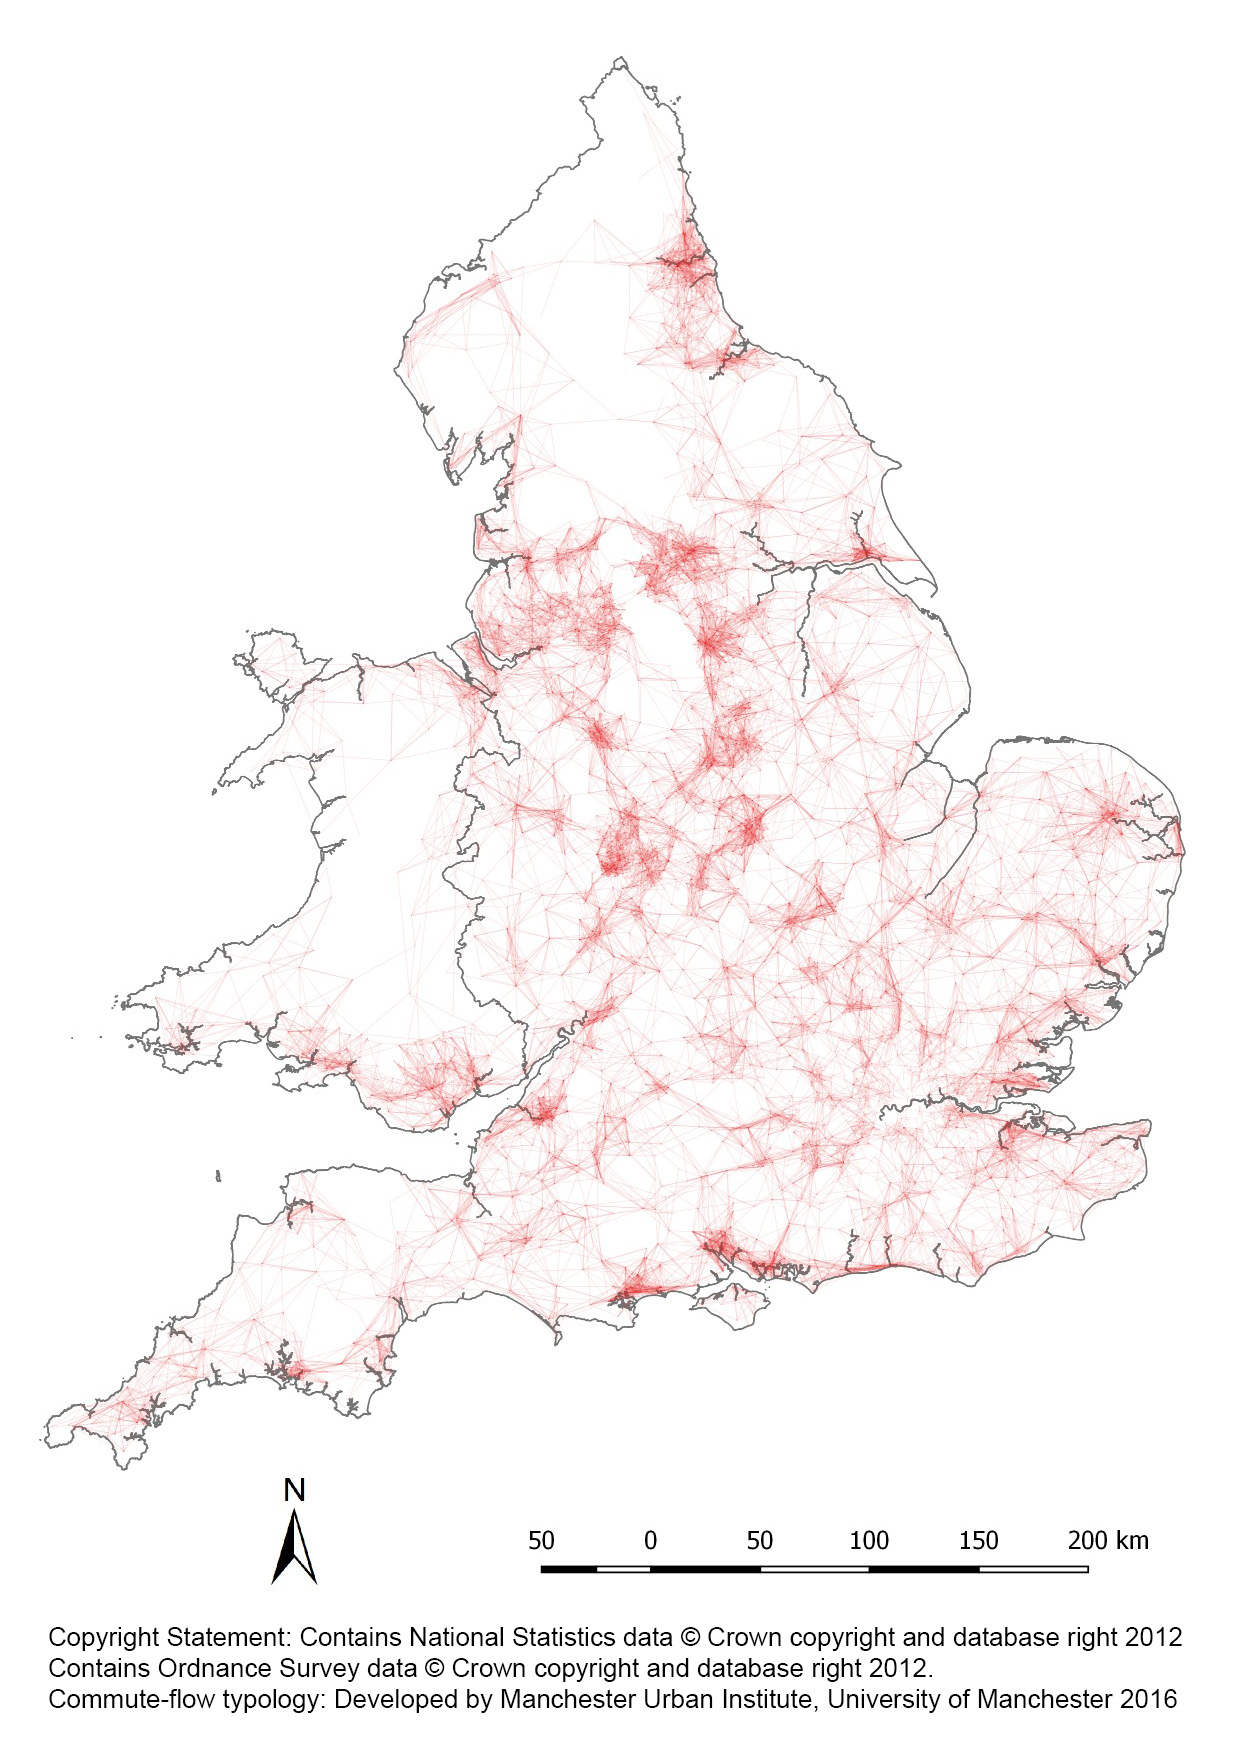 N
50 0 50 100 150 200 km
Copyright Statement: Contains National Statistics data © Crown copyright and database right 2012
Contains Ordnance Survey data © Crown copyright and database right 2012.
Commute-flow typology: Developed by Manchester Urban Institute, University of Manchester 2016